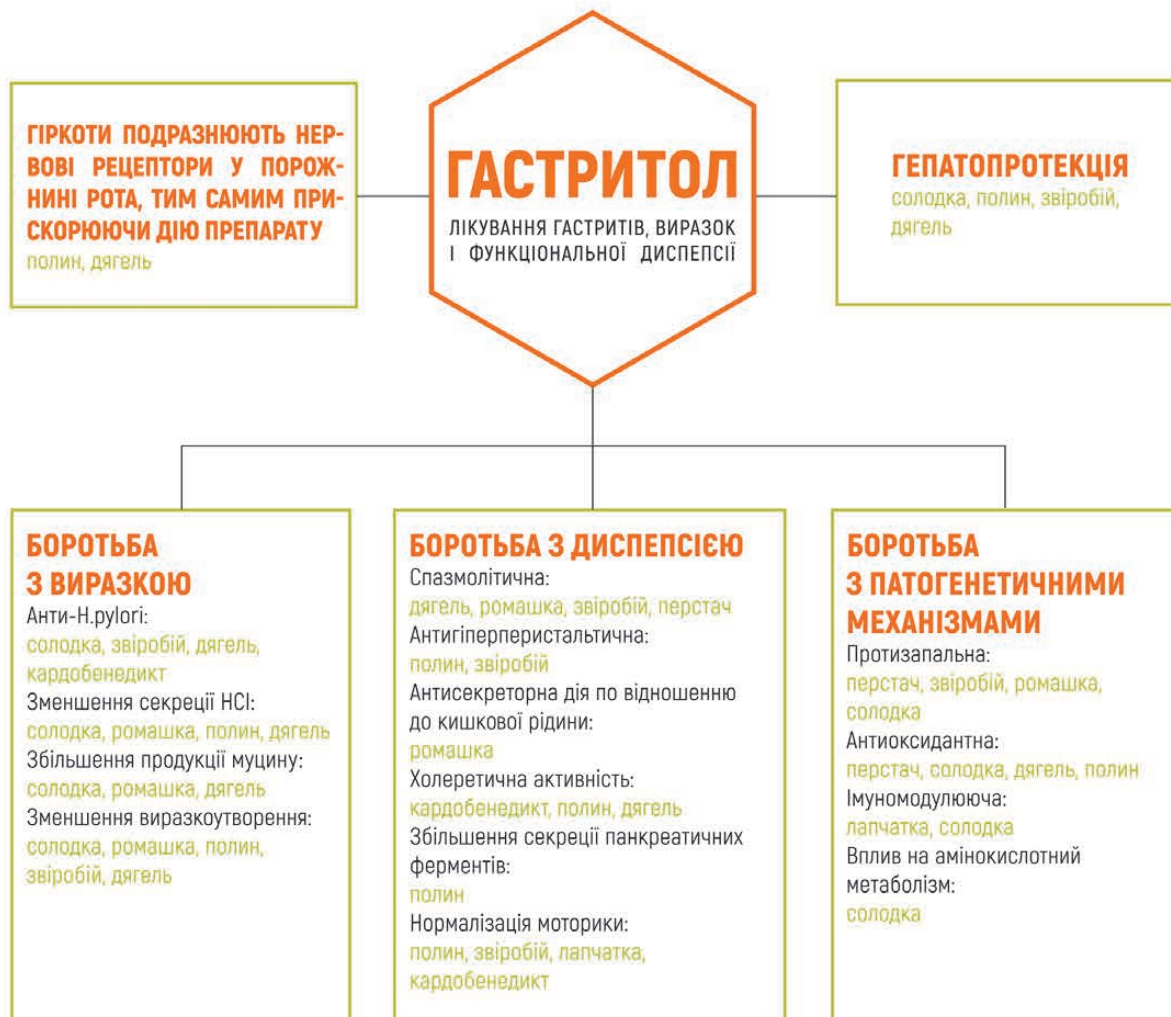 ГАСТРИТОЛ
ЛІКУВАННЯ ГАСТРИТІВ, ВИРАЗОК
І ФУНКЦІОНАЛЬНОЇ ДИСПЕПСІЇ
ГІРКОТИ ПОДРАЗНЮЮТЬ НЕР-
ВОВІ РЕЦЕПТОРИ У ПОРОЖ-
НИНІ РОТА, ТИМ САМИМ ПРИ-
СКОРЮЮЧИ ДІЮ ПРЕПАРАТУ
полин, дягель
ГЕПАТОПРОТЕКЦІЯ
солодка, полин, звіробій,
дягель
БОРОТЬБА
З ВИРАЗКОЮ
Анти-H.pylori:
солодка, звіробій, дягель,
кардобенедикт
Зменшення секреції HCI:
солодка, ромашка, полин, дягель
Збільшення продукції муцину:
солодка, ромашка, дягель
Зменшення виразкоутворення:
солодка, ромашка, полин,
звіробій, дягель
БОРОТЬБА З ДИСПЕПСІЄЮ
Спазмолітична:
дягель, ромашка, звіробій, перстач
Антигіперперистальтична:
полин, звіробій
Антисекреторна дія по відношенню
до кишкової рідини:
ромашка
Холеретична активність:
кардобенедикт, полин, дягель
Збільшення секреції панкреатичних
ферментів:
полин
Нормалізація моторики:
полин, звіробій, лапчатка,
кардобенедикт
БОРОТЬБА
З ПАТОГЕНЕТИЧНИМИ
МЕХАНІЗМАМИ
Протизапальна:
перстач, звіробій, ромашка,
солодка
Антиоксидантна:
перстач, солодка, дягель, полин
Імуномодулююча:
лапчатка, солодка
Вплив на амінокислотний
метаболізм:
солодка